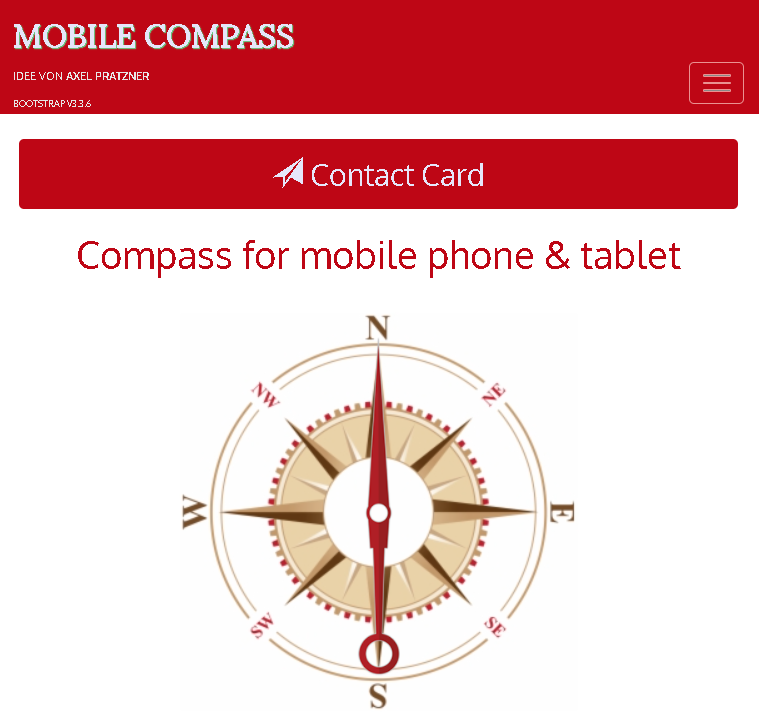 MOBILE COMPASS
IDEE VON AXEL PRATZNER
BOOTSTRAP V3.3.6
Contact Card
Compass for mobile phone & tablet
N
NW
NE
W
E
SW
SE
S